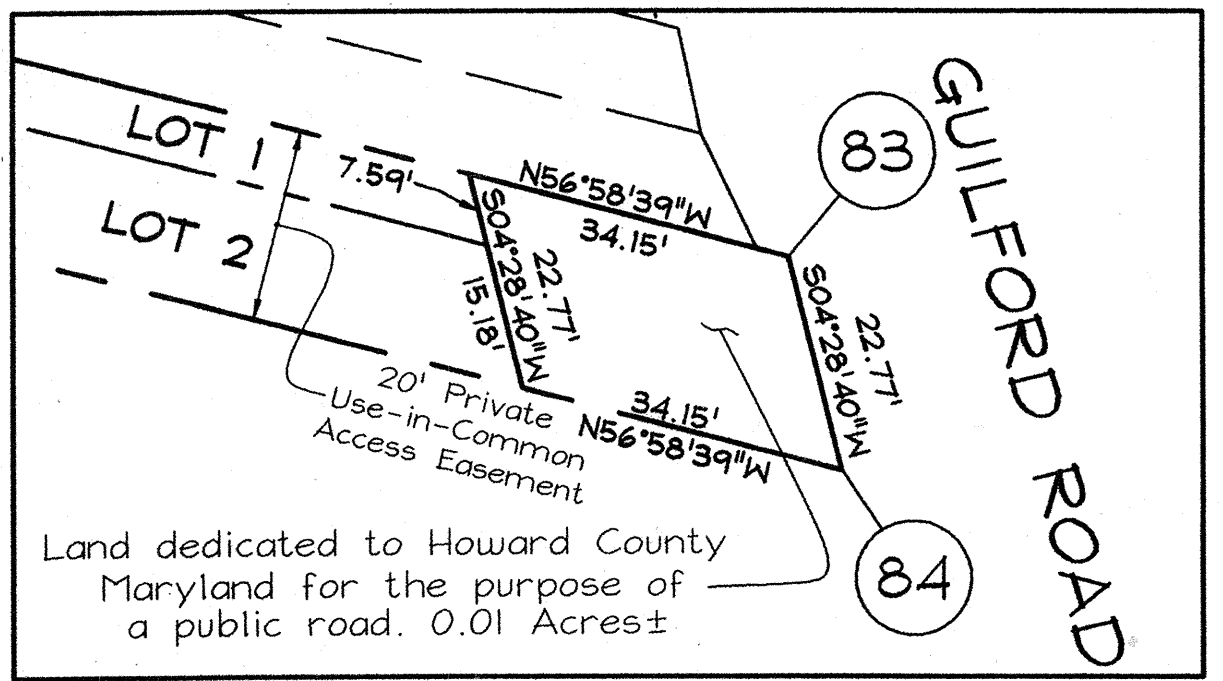 LOT 1
LOT 2
7.59'
N56°58'39"W
34.15'
S04°28'40"W
22.77'
15.18'
83
S04°28'40"W
22.77'
34.15'
N56°58'39"W
84
GUILFORD ROAD
20' Private
Use-in-Common
Access Easement
Land dedicated to Howard County
Maryland for the purpose of
a public road. 0.01 Acres±